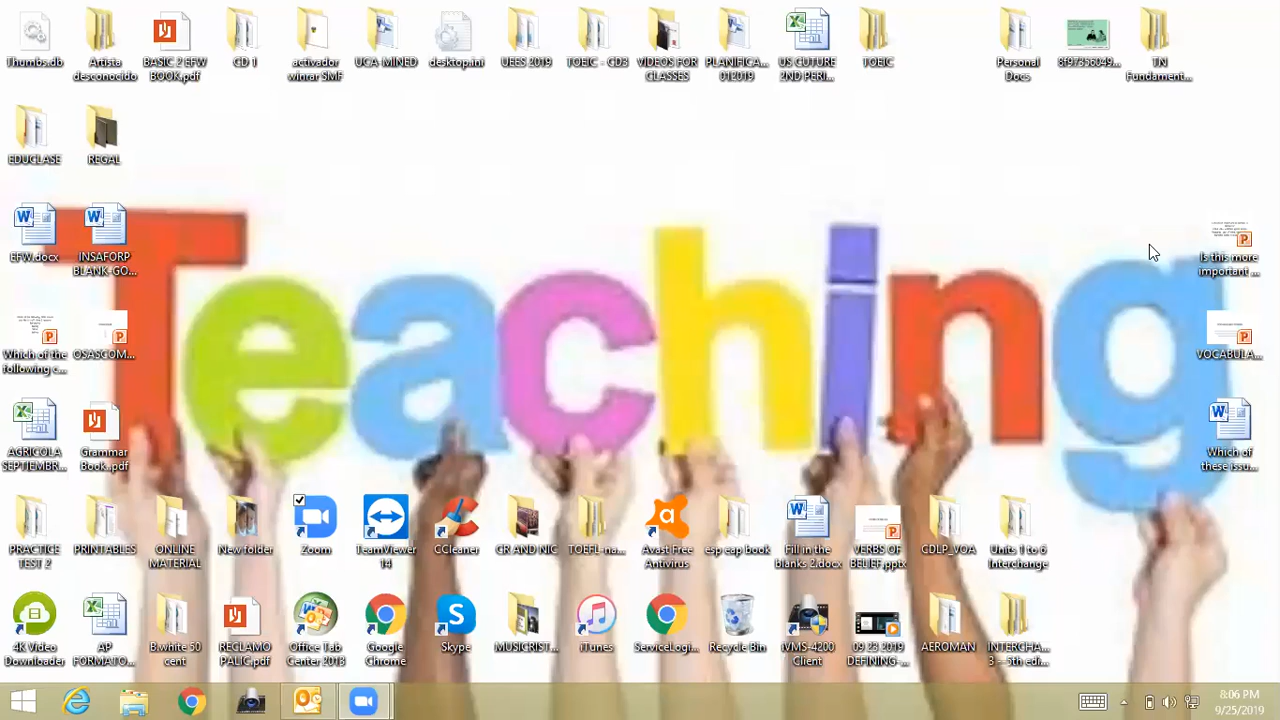 Thumbs.db
Artista
desconocido
BASIC 2 EFW
BOOK.pdf
CD 1
activador
winrar SMF
UCA-MINED
desktop.ini
UEES 2019
TOEIC - CD3
VIDEOS FOR
CLASSES
PLANIFICA...
012019
US CUTURE
2ND PERI...
TOEIC
Personal
Docs
8f97356049...
TN
Fundament...
EDUCLASE
REGAL
EFW.docx
INSAFORP
BLANK-GO...
Is this more
important ...
Teaching
Which of the
following c...
OSASCOM...
VOCABULA...
AGRICOLA
SEPTIEMBR...
Grammar
Book..pdf
Which of
these issu...
PRACTICE
TEST 2
PRINTABLES
ONLINE
MATERIAL
New folder
Zoom
TeamViewer
14
CCleaner
CR AND NIC
TOEFL-na...
Avast Free
Antivirus
esp cap book
Fill in the
blanks 2.docx
VERBS OF
BELIEF.pptx
CDLP_VOA
Units 1 to 6
Interchange
4K Video
Downloader
AP
FORMATO...
B.white 50
cent
RECLAMO
PALIC.pdf
Office Tab
Center 2013
Google
Chrome
Skype
MUSICRIST...
iTunes
ServiceLogi...
Recycle Bin
iVMS-4200
Client
09 23 2019
DEFINING-...
AEROMAN
INTERCHA...
3 -- 5th edi...
8:06 PM
9/25/2019